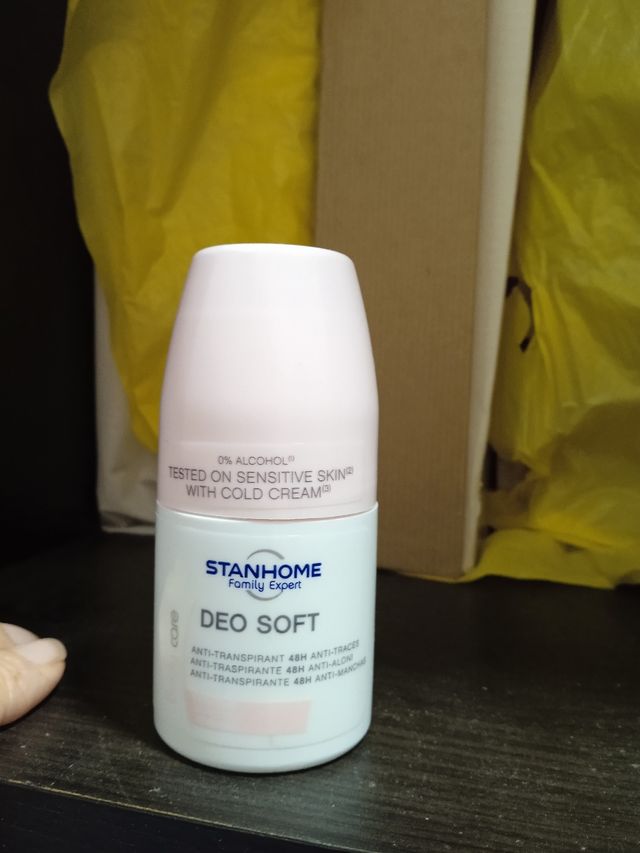 0% ALCOHOL(1)
TESTED ON SENSITIVE SKIN(2)
WITH COLD CREAM(3)
STANHOME
Family Expert
DEO SOFT
care
ANTI-TRANSPIRANT 48H ANTI-TRACES
ANTI-TRASPIRANTE 48H ANTI-ALONI
ANTI-TRANSPIRANTE 48H ANTI-MANCHAS